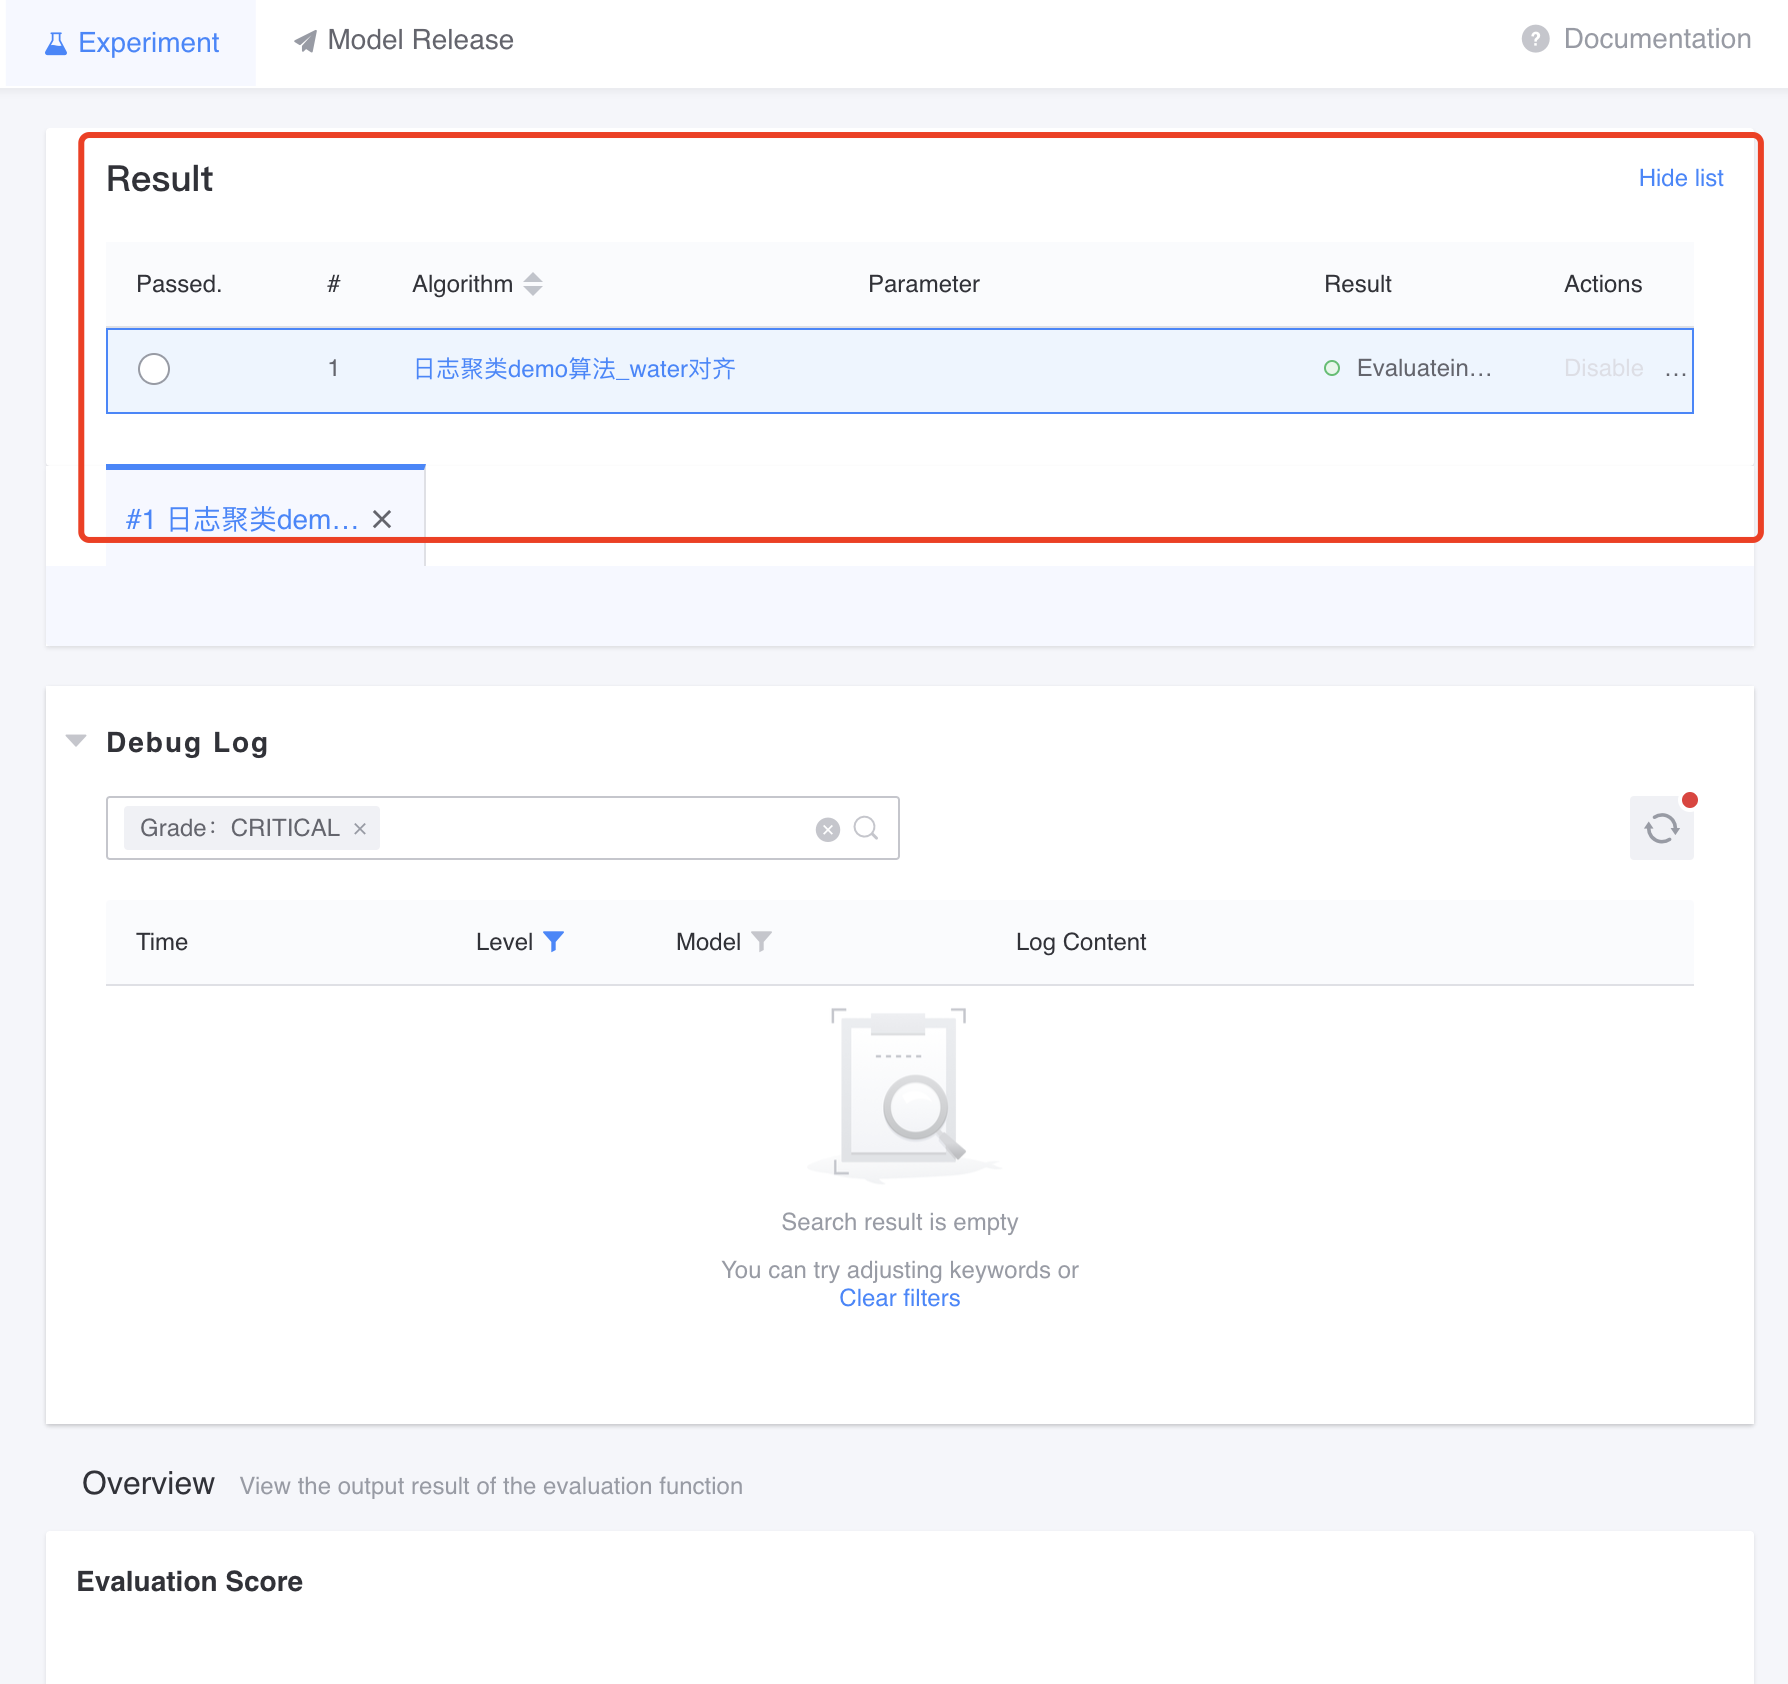 Experiment
Model Release
Documentation
Result
Hide list
Passed.
#
Algorithm
Parameter
Result
Actions
1
日志聚类demo算法_water对齐
Evaluatein...
Disable
...
#1 日志聚类dem...
Debug Log
Grade: CRITICAL
Time
Level
Model
Log Content
Search result is empty
You can try adjusting keywords or
Clear filters
Overview
View the output result of the evaluation function
Evaluation Score